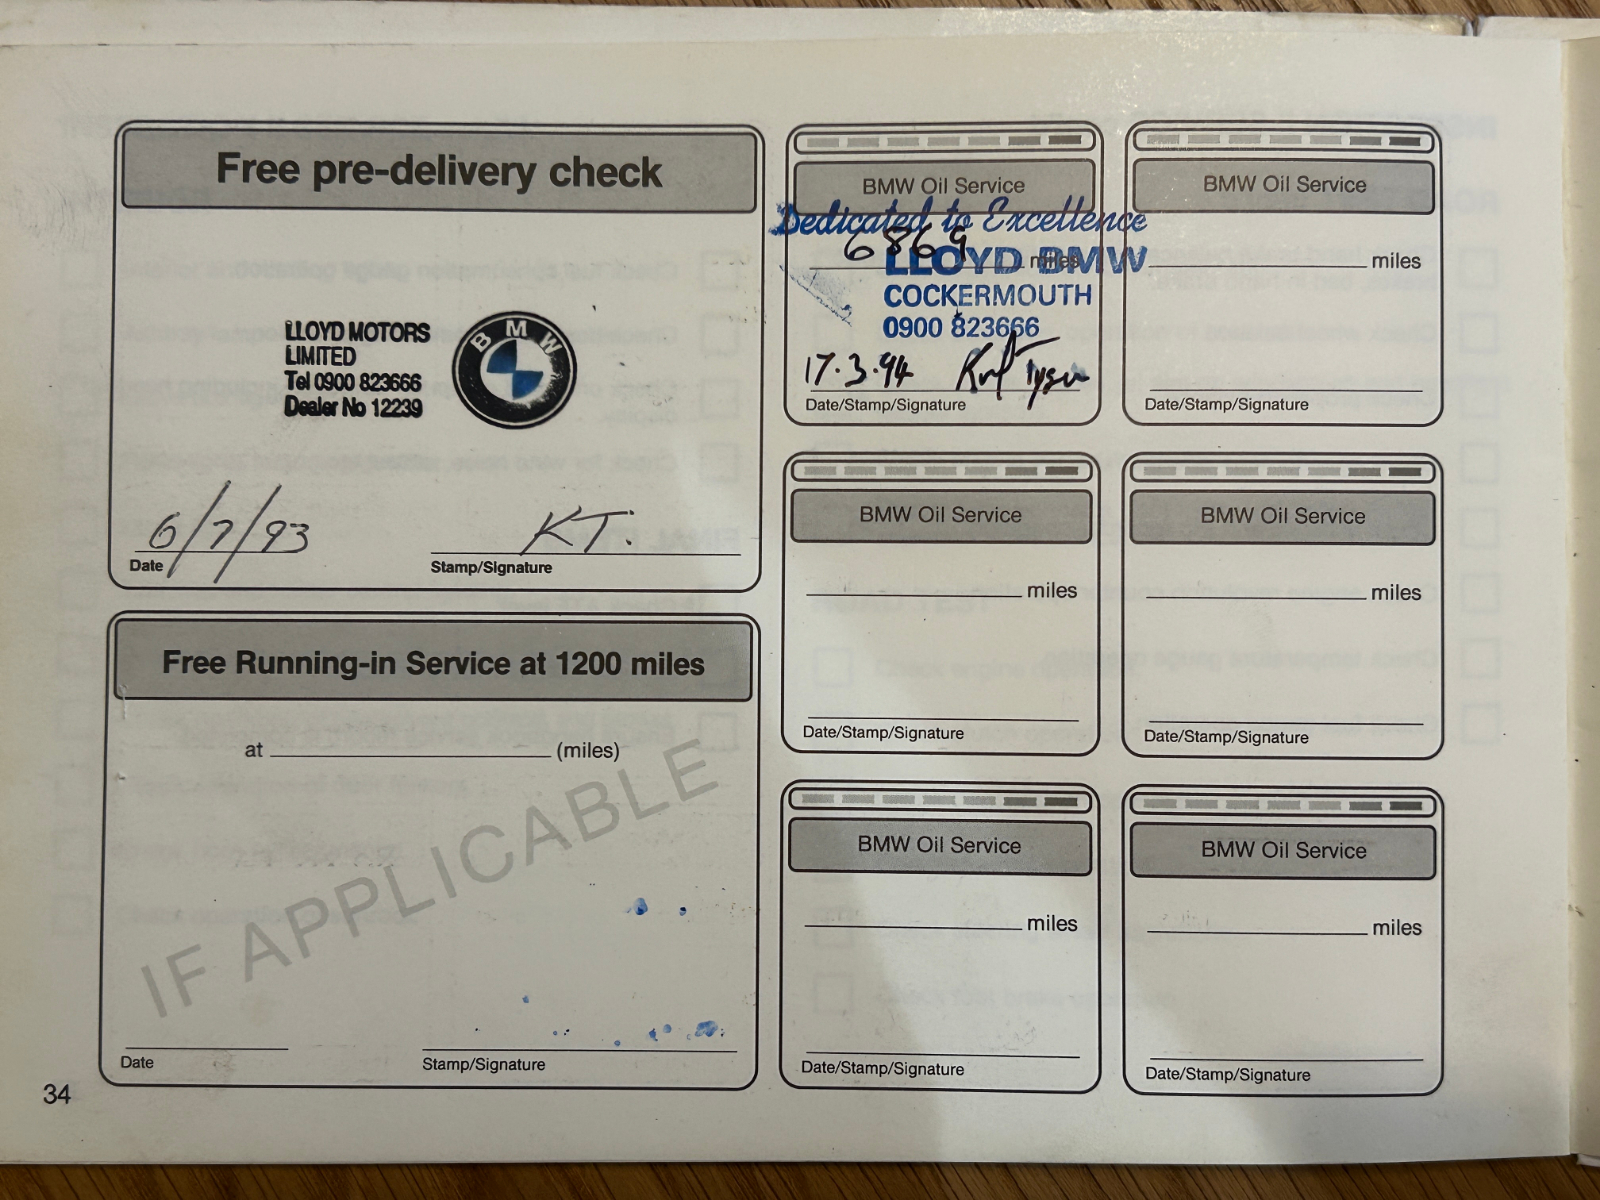 Free pre-delivery check
LLOYD MOTORS
LIMITED
Tel 0900 823666
Dealer No 12239
BMW
6/7/93
KT.
Date
Stamp/Signature
Free Running-in Service at 1200 miles
at (miles)
IF APPLICABLE
Date
Stamp/Signature
34
BMW Oil Service
Dedicated to Excellence
6869 miles
LLOYD BMW
COCKERMOUTH
0900 823666
17.3.94
Date/Stamp/Signature
BMW Oil Service
miles
Date/Stamp/Signature
BMW Oil Service
miles
Date/Stamp/Signature
BMW Oil Service
miles
Date/Stamp/Signature
BMW Oil Service
miles
Date/Stamp/Signature
BMW Oil Service
miles
Date/Stamp/Signature